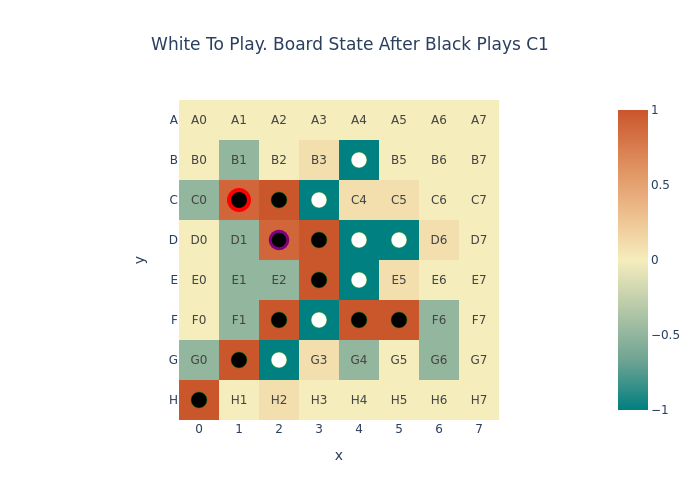 White To Play. Board State After Black Plays C1
A A0 A1 A2 A3 A4 A5 A6 A7
B B0 B1 B2 B3 B5 B6 B7
C C0 C4 C5 C6 C7
D D0 D1 D6 D7
E E0 E1 E2 E5 E6 E7
F F0 F1 F6 F7
G G0 G3 G4 G5 G6 G7
H H1 H2 H3 H4 H5 H6 H7
0 1 2 3 4 5 6 7
x
y
1
0.5
0
−0.5
−1